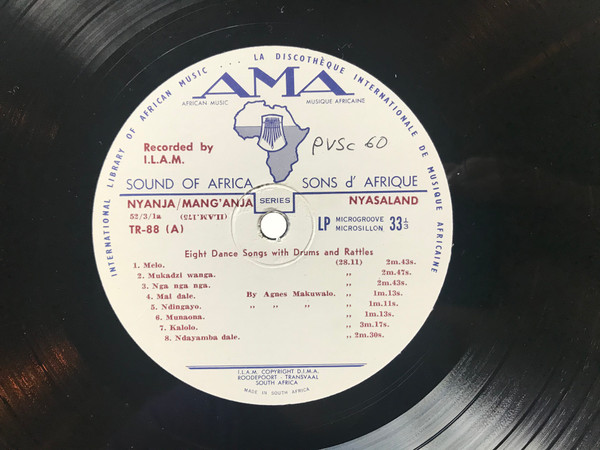 INTERNATIONAL LIBRARY OF AFRICAN MUSIC ... LA DISCOTHÈQUE INTERNATIONALE DE MUSIQUE AFRICAINE
AMA
AFRICAN MUSIC MUSIQUE AFRICAINE
Recorded by
I.L.A.M.
PVSc 60
SOUND OF AFRICA SERIES SONS d' AFRIQUE
NYANJA/MANG'ANJA NYASALAND
52/3/1a (II.AM.175)
TR-88 (A) LP MICROGROOVE MICROSILLON 33⅓
Eight Dance Songs with Drums and Rattles
1. Melo. (28.11) 2m.43s.
2. Mukadzi wanga. ,, 2m.47s.
3. Nga nga nga. ,, 2m.43s.
4. Mai dale. By Agnes Makuwalo. ,, 1m.13s.
5. Ndingayo. ,, ,, ,, ,, 1m.11s.
6. Munaona. ,, 1m.13s.
7. Kalolo. ,, 3m.17s.
8. Ndayamba dale. ,, 2m.30s.
I.L.A.M. COPYRIGHT D.I.M.A.
ROODEPOORT - TRANSVAAL
SOUTH AFRICA
MADE IN SOUTH AFRICA